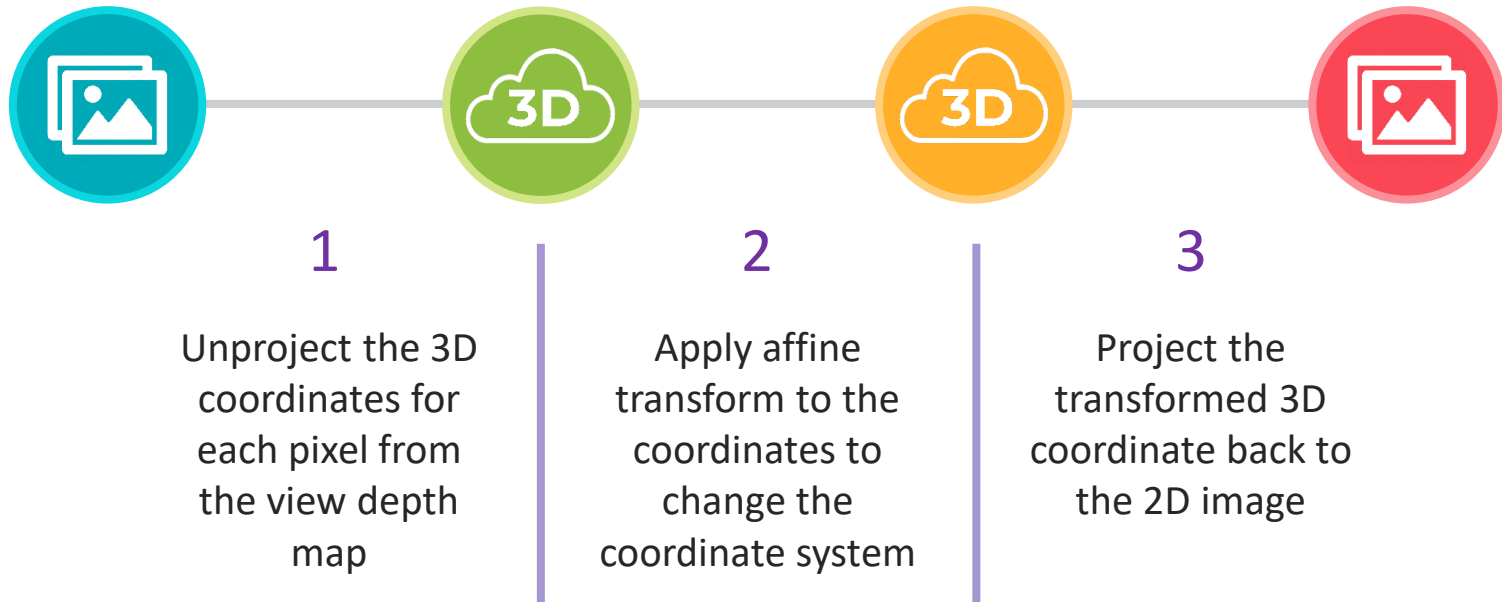 3D
3D
1
Unproject the 3D
coordinates for
each pixel from
the view depth
map
2
Apply affine
transform to the
coordinates to
change the
coordinate system
3
Project the
transformed 3D
coordinate back to
the 2D image